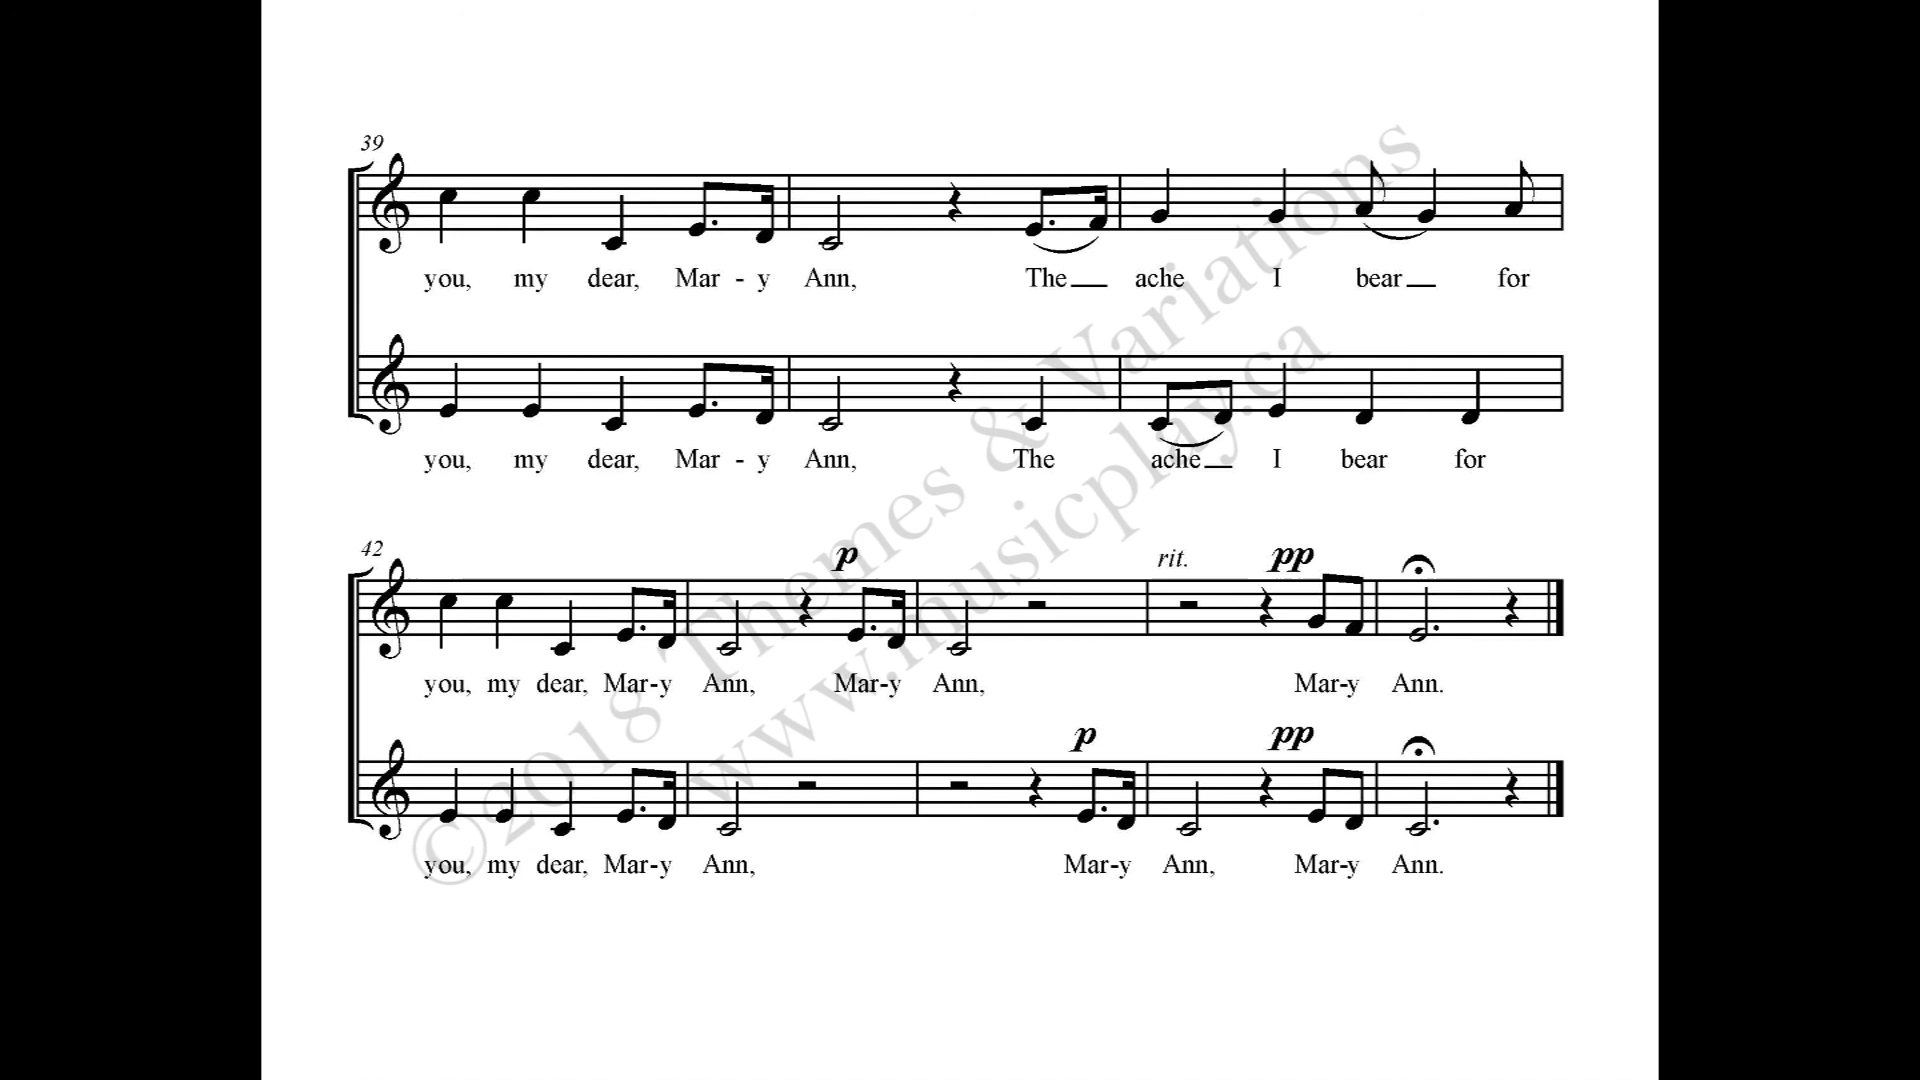 39
you, my dear, Mar - y Ann, The ache I bear for
you, my dear, Mar - y Ann, The ache I bear for
42 p rit. pp
you, my dear, Mar-y Ann, Mar-y Ann, Mar-y Ann.
p pp
you, my dear, Mar-y Ann, Mar-y Ann, Mar-y Ann.
©2018 Themes & Variations
www.musicplay.ca